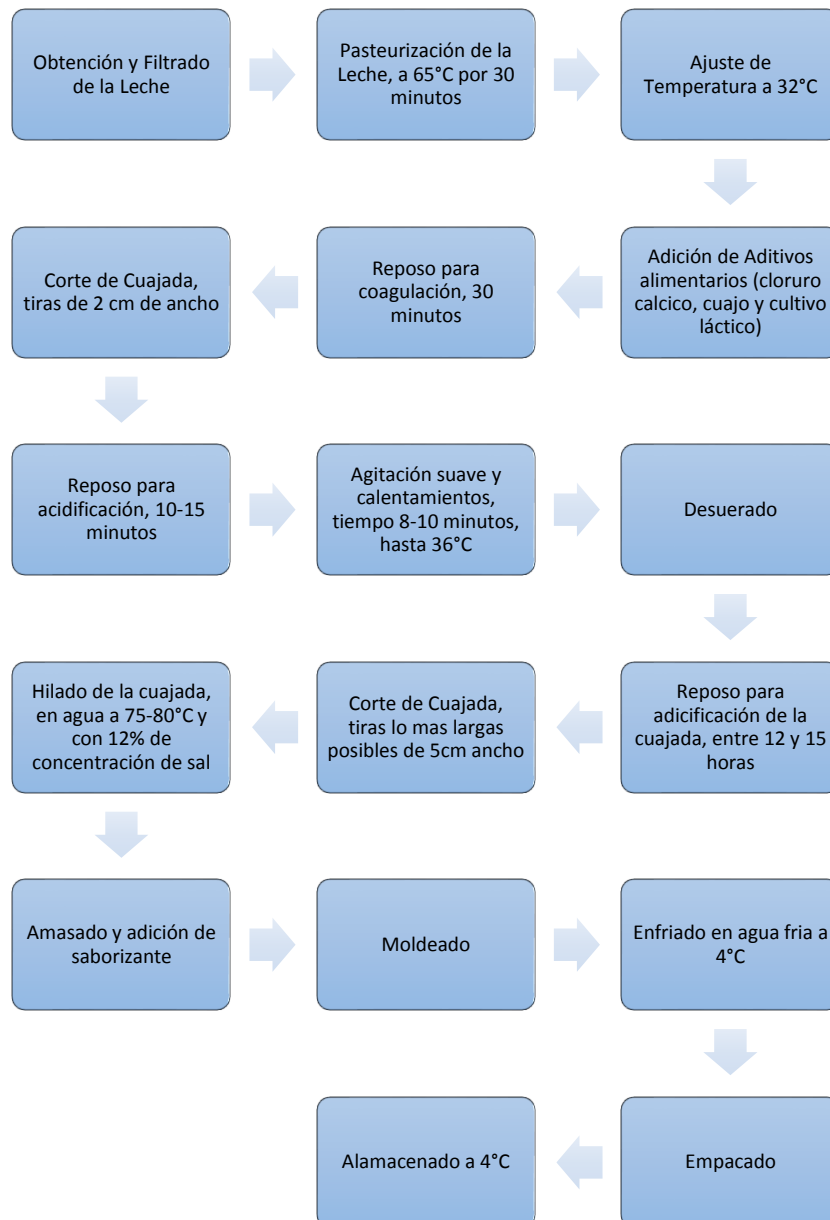 Obtención y Filtrado
de la Leche
Pasteurización de la
Leche, a 65°C por 30
minutos
Ajuste de
Temperatura a 32°C
Adición de Aditivos
alimentarios (cloruro
calcico, cuajo y cultivo
láctico)
Reposo para
coagulación, 30
minutos
Corte de Cuajada,
tiras de 2 cm de ancho
Reposo para
acidificación, 10-15
minutos
Agitación suave y
calentamientos,
tiempo 8-10 minutos,
hasta 36°C
Desuerado
Reposo para
adicificación de la
cuajada, entre 12 y 15
horas
Corte de Cuajada,
tiras lo mas largas
posibles de 5cm ancho
Hilado de la cuajada,
en agua a 75-80°C y
con 12% de
concentración de sal
Amasado y adición de
saborizante
Moldeado
Enfriado en agua fria a
4°C
Empacado
Alamacenado a 4°C